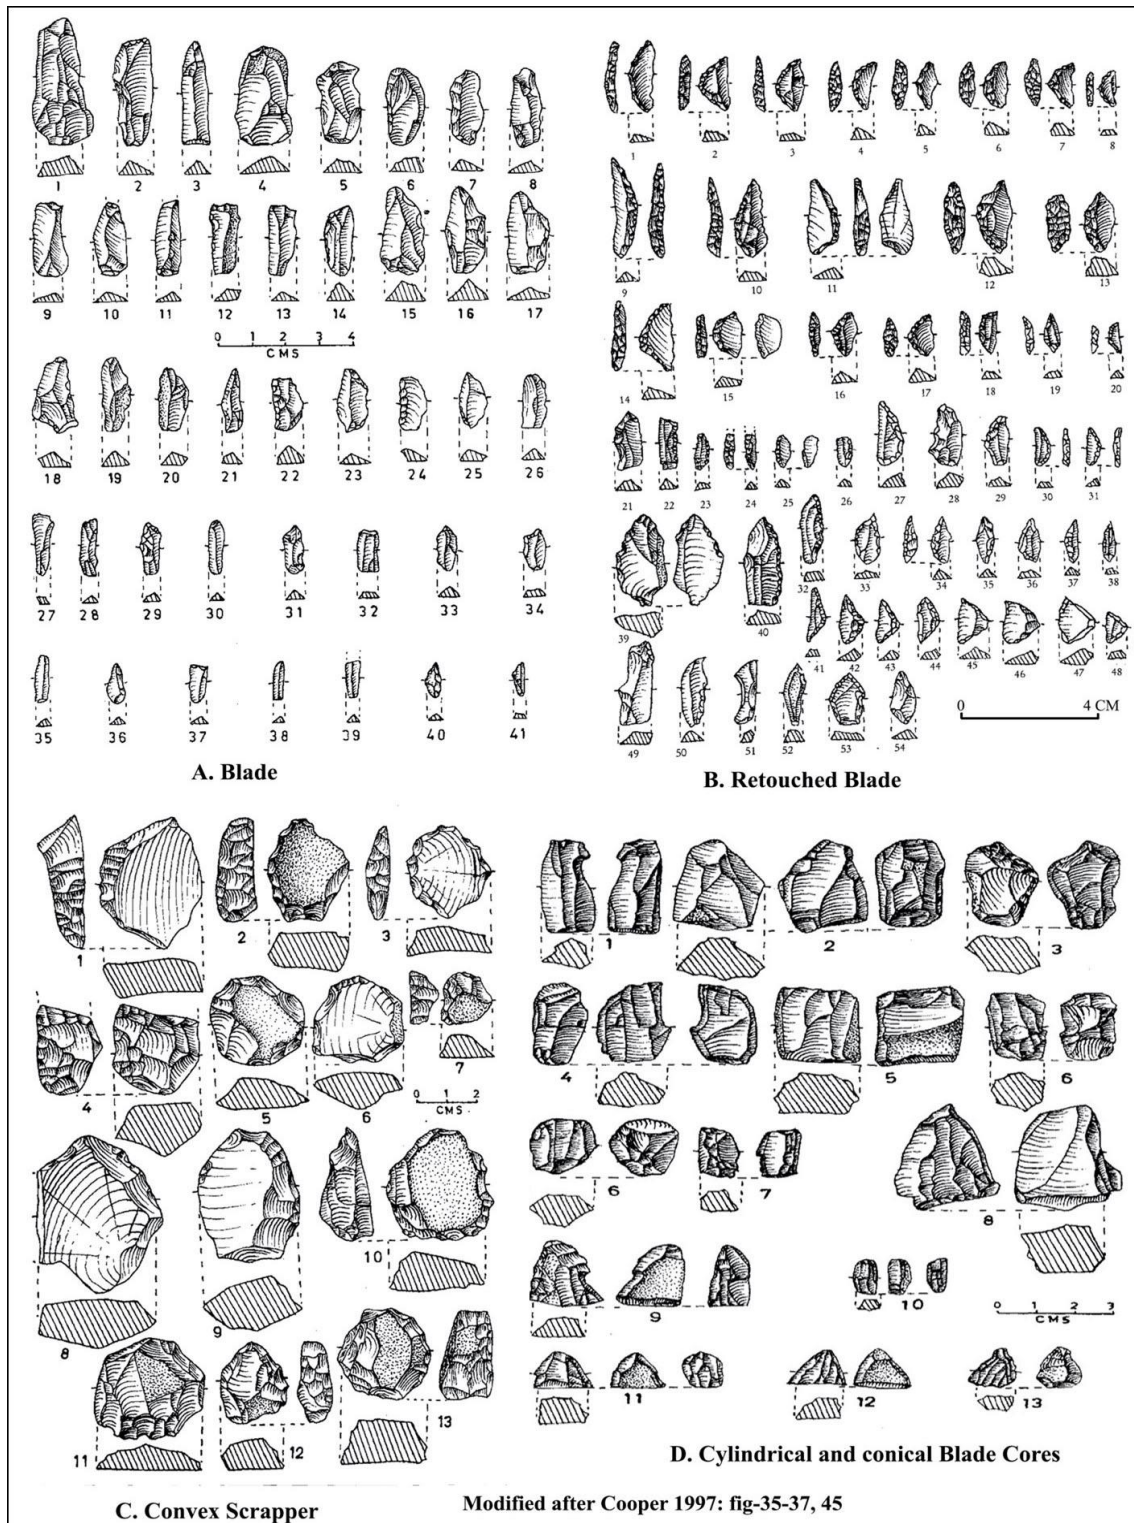 1 2 3 4 5 6 7 8
9 10 11 12 13 14 15 16 17
0 1 2 3 4
CMS
18 19 20 21 22 23 24 25 26
27 28 29 30 31 32 33 34
35 36 37 38 39 40 41
A. Blade
1 2 3 4 5 6 7 8
9 10 11 12 13
14 15 16 17 18 19 20
21 22 23 24 25 26 27 28 29 30 31
32 33 34 35 36 37 38
39 40
41 42 43 44 45 46 47 48
49 50 51 52 53 54
0 4 CM
B. Retouched Blade
1 2 3
4 5 6 7
0 1 2
CMS
8 9 10
11 12 13
C. Convex Scrapper
1 2 3
4 5 6
6 7 8
9 10
0 1 2 3
CMS
11 12 13
D. Cylindrical and conical Blade Cores
Modified after Cooper 1997: fig-35-37, 45